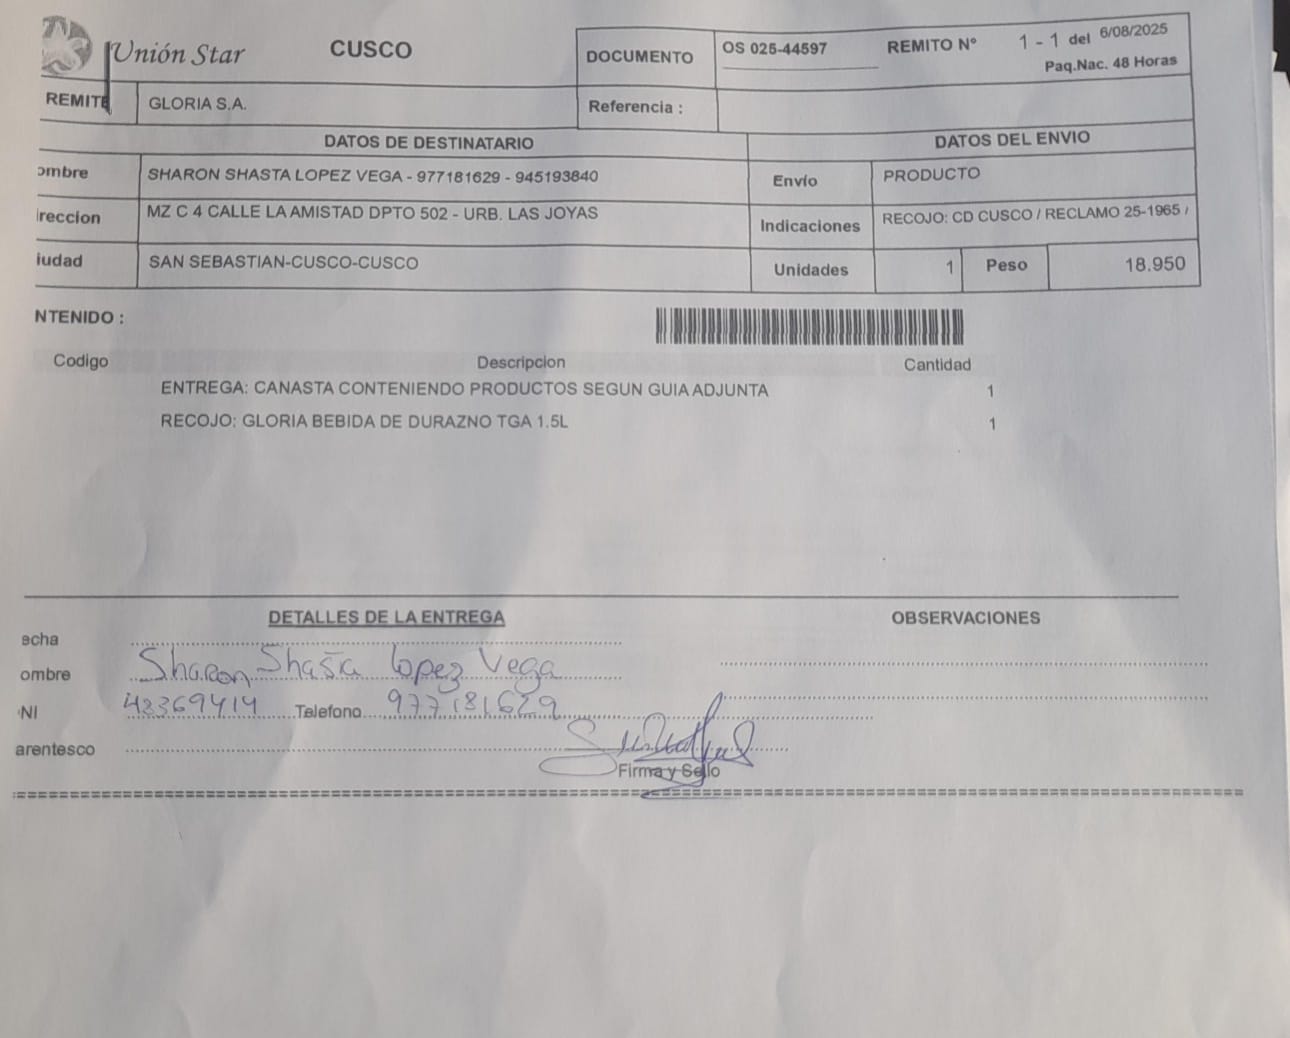 Unión Star
CUSCO
DOCUMENTO OS 025-44597 REMITO Nº 1 - 1 del 6/08/2025
Paq.Nac. 48 Horas
REMITE GLORIA S.A.
Referencia :
DATOS DE DESTINATARIO DATOS DEL ENVIO
ombre SHARON SHASTA LOPEZ VEGA - 977181629 - 945193840 Envío PRODUCTO
ireccion MZ C 4 CALLE LA AMISTAD DPTO 502 - URB. LAS JOYAS Indicaciones RECOJO: CD CUSCO / RECLAMO 25-1965 /
iudad SAN SEBASTIAN-CUSCO-CUSCO Unidades 1 Peso 18.950
NTENIDO :
Codigo Descripcion Cantidad
ENTREGA: CANASTA CONTENIENDO PRODUCTOS SEGUN GUIA ADJUNTA 1
RECOJO: GLORIA BEBIDA DE DURAZNO TGA 1.5L 1
DETALLES DE LA ENTREGA OBSERVACIONES
echa
ombre Sharon Shasta Lopez Vega
NI 42369414 Telefono 977181629
arentesco
Firma y Sello